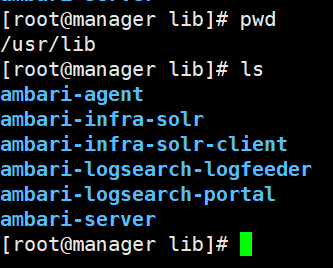 [root@manager lib]# pwd
/usr/lib
[root@manager lib]# ls
ambari-agent
ambari-infra-solr
ambari-infra-solr-client
ambari-logsearch-logfeeder
ambari-logsearch-portal
ambari-server
[root@manager lib]#